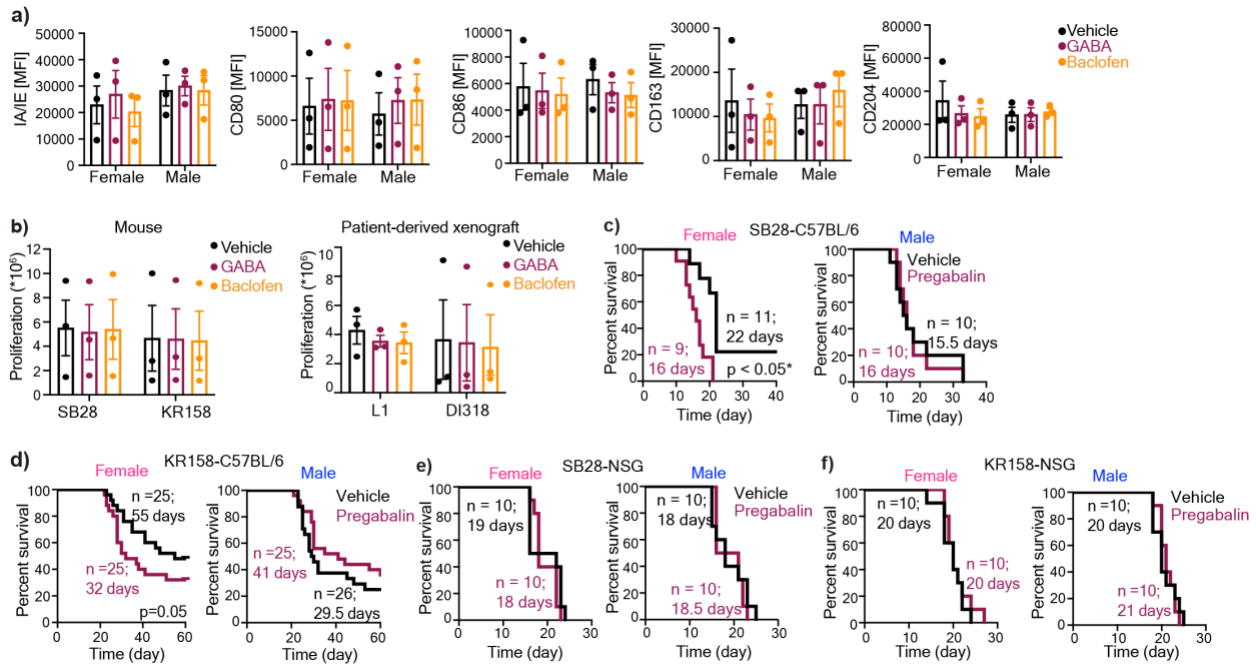 a)
IA/IE [MFI]
50000
40000
30000
20000
10000
0
Female Male
CD80 [MFI]
15000
10000
5000
0
Female Male
CD86 [MFI]
10000
8000
6000
4000
2000
0
Female Male
CD163 [MFI]
30000
20000
10000
0
Female Male
CD204 [MFI]
80000
60000
40000
20000
0
Female Male
Vehicle
GABA
Baclofen
b)
Mouse
Vehicle
GABA
Baclofen
Proliferation (*10⁶)
12
10
8
6
4
2
0
SB28 KR158
Patient-derived xenograft
Vehicle
GABA
Baclofen
Proliferation (*10⁶)
10
8
6
4
2
0
L1 DI318
c)
SB28-C57BL/6
Female
Percent survival
100
80
60
40
20
0
n = 11;
22 days
n = 9;
16 days
p < 0.05*
0 10 20 30 40
Time (day)
Male
Vehicle
Pregabalin
Percent survival
100
80
60
40
20
0
n = 10;
15.5 days
n = 10;
16 days
0 10 20 30 40
Time (day)
d)
KR158-C57BL/6
Female
Percent survival
100
80
60
40
20
0
n =25;
55 days
n =25;
32 days
p=0.05
0 20 40 60
Time (day)
Male
Vehicle
Pregabalin
Percent survival
100
80
60
40
20
0
n =25;
41 days
n =26;
29.5 days
0 20 40 60
Time (day)
e)
SB28-NSG
Female
Percent survival
100
80
60
40
20
0
n = 10;
19 days
n = 10;
18 days
0 10 20 30
Time (day)
Male
Vehicle
Pregabalin
Percent survival
100
80
60
40
20
0
n = 10;
18 days
n = 10;
18.5 days
0 10 20 30
Time (day)
f)
KR158-NSG
Female
Percent survival
100
80
60
40
20
0
n =10;
20 days
n =10;
20 days
0 10 20 30
Time (day)
Male
Vehicle
Pregabalin
Percent survival
100
80
60
40
20
0
n = 10;
20 days
n =10;
21 days
0 10 20 30
Time (day)